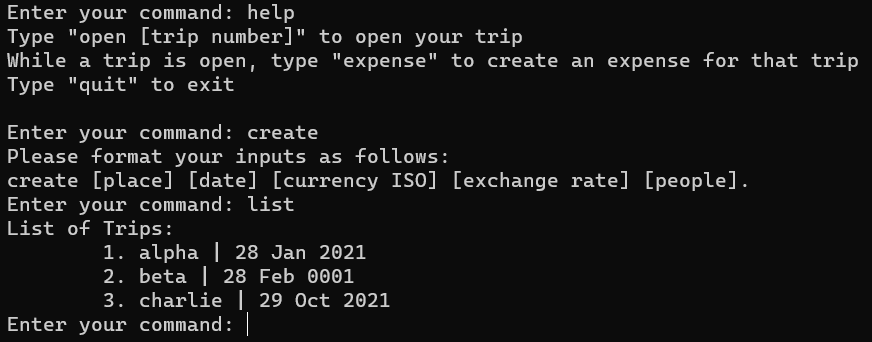 Enter your command: help
Type "open [trip number]" to open your trip
While a trip is open, type "expense" to create an expense for that trip
Type "quit" to exit
Enter your command: create
Please format your inputs as follows:
create [place] [date] [currency ISO] [exchange rate] [people].
Enter your command: list
List of Trips:
1. alpha | 28 Jan 2021
2. beta | 28 Feb 0001
3. charlie | 29 Oct 2021
Enter your command: